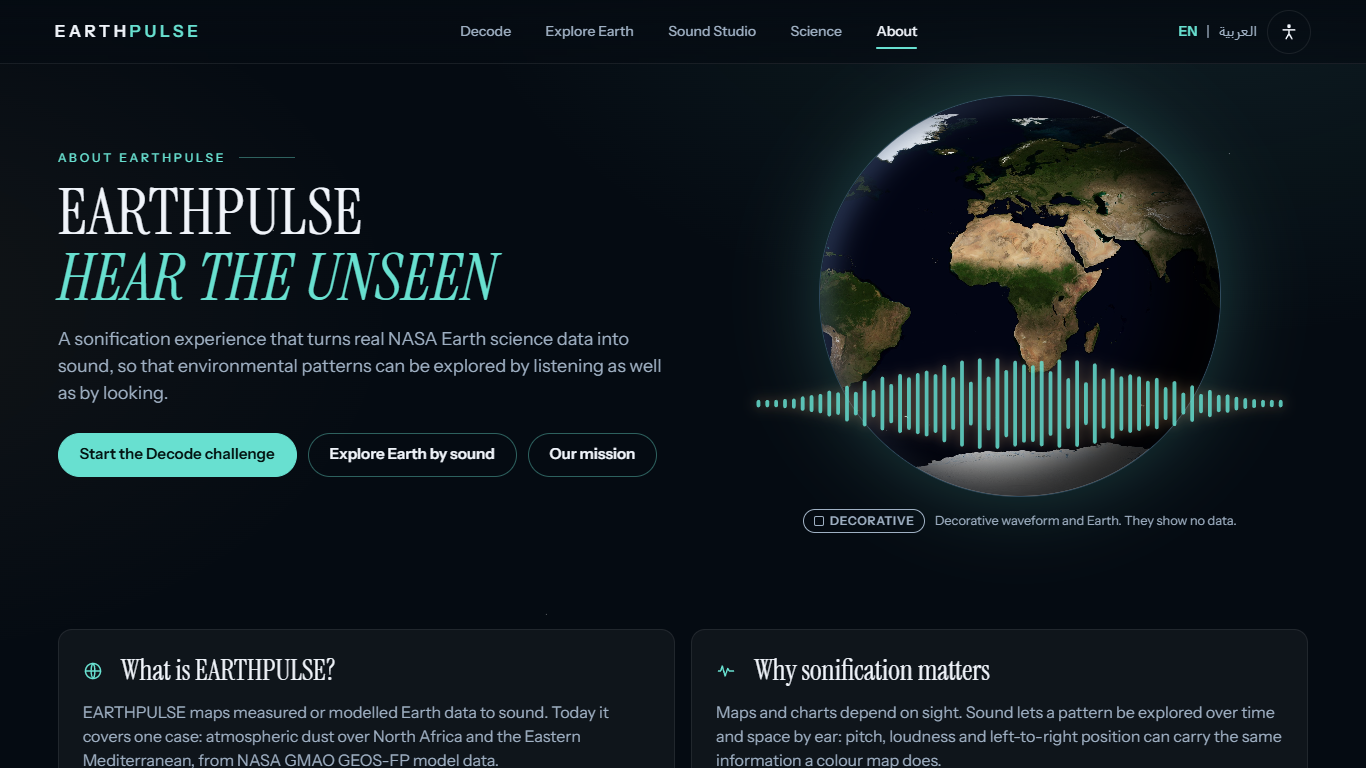 EARTHPULSE
Decode
Explore Earth
Sound Studio
Science
About
EN | العربية
ABOUT EARTHPULSE
EARTHPULSE
HEAR THE UNSEEN
A sonification experience that turns real NASA Earth science data into
sound, so that environmental patterns can be explored by listening as well
as by looking.
Start the Decode challenge
Explore Earth by sound
Our mission
DECORATIVE
Decorative waveform and Earth. They show no data.
What is EARTHPULSE?
EARTHPULSE maps measured or modelled Earth data to sound. Today it
covers one case: atmospheric dust over North Africa and the Eastern
Mediterranean, from NASA GMAO GEOS-FP model data.
Why sonification matters
Maps and charts depend on sight. Sound lets a pattern be explored over time
and space by ear: pitch, loudness and left-to-right position can carry the same
information a colour map does.